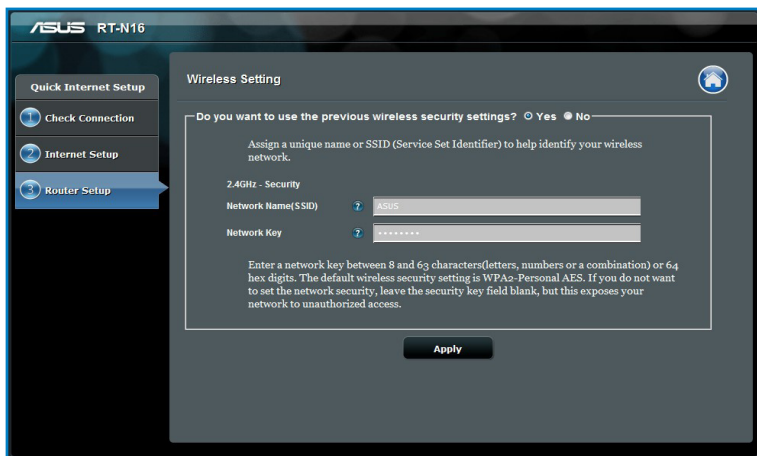 ASUS RT-N16
Quick Internet Setup
1 Check Connection
2 Internet Setup
3 Router Setup
Wireless Setting
Do you want to use the previous wireless security settings? Yes No
Assign a unique name or SSID (Service Set Identifier) to help identify your wireless
network.
2.4GHz - Security
Network Name(SSID) ? ASUS
Network Key ? ········
Enter a network key between 8 and 63 characters(letters, numbers or a combination) or 64
hex digits. The default wireless security setting is WPA2-Personal AES. If you do not want
to set the network security, leave the security key field blank, but this exposes your
network to unauthorized access.
Apply